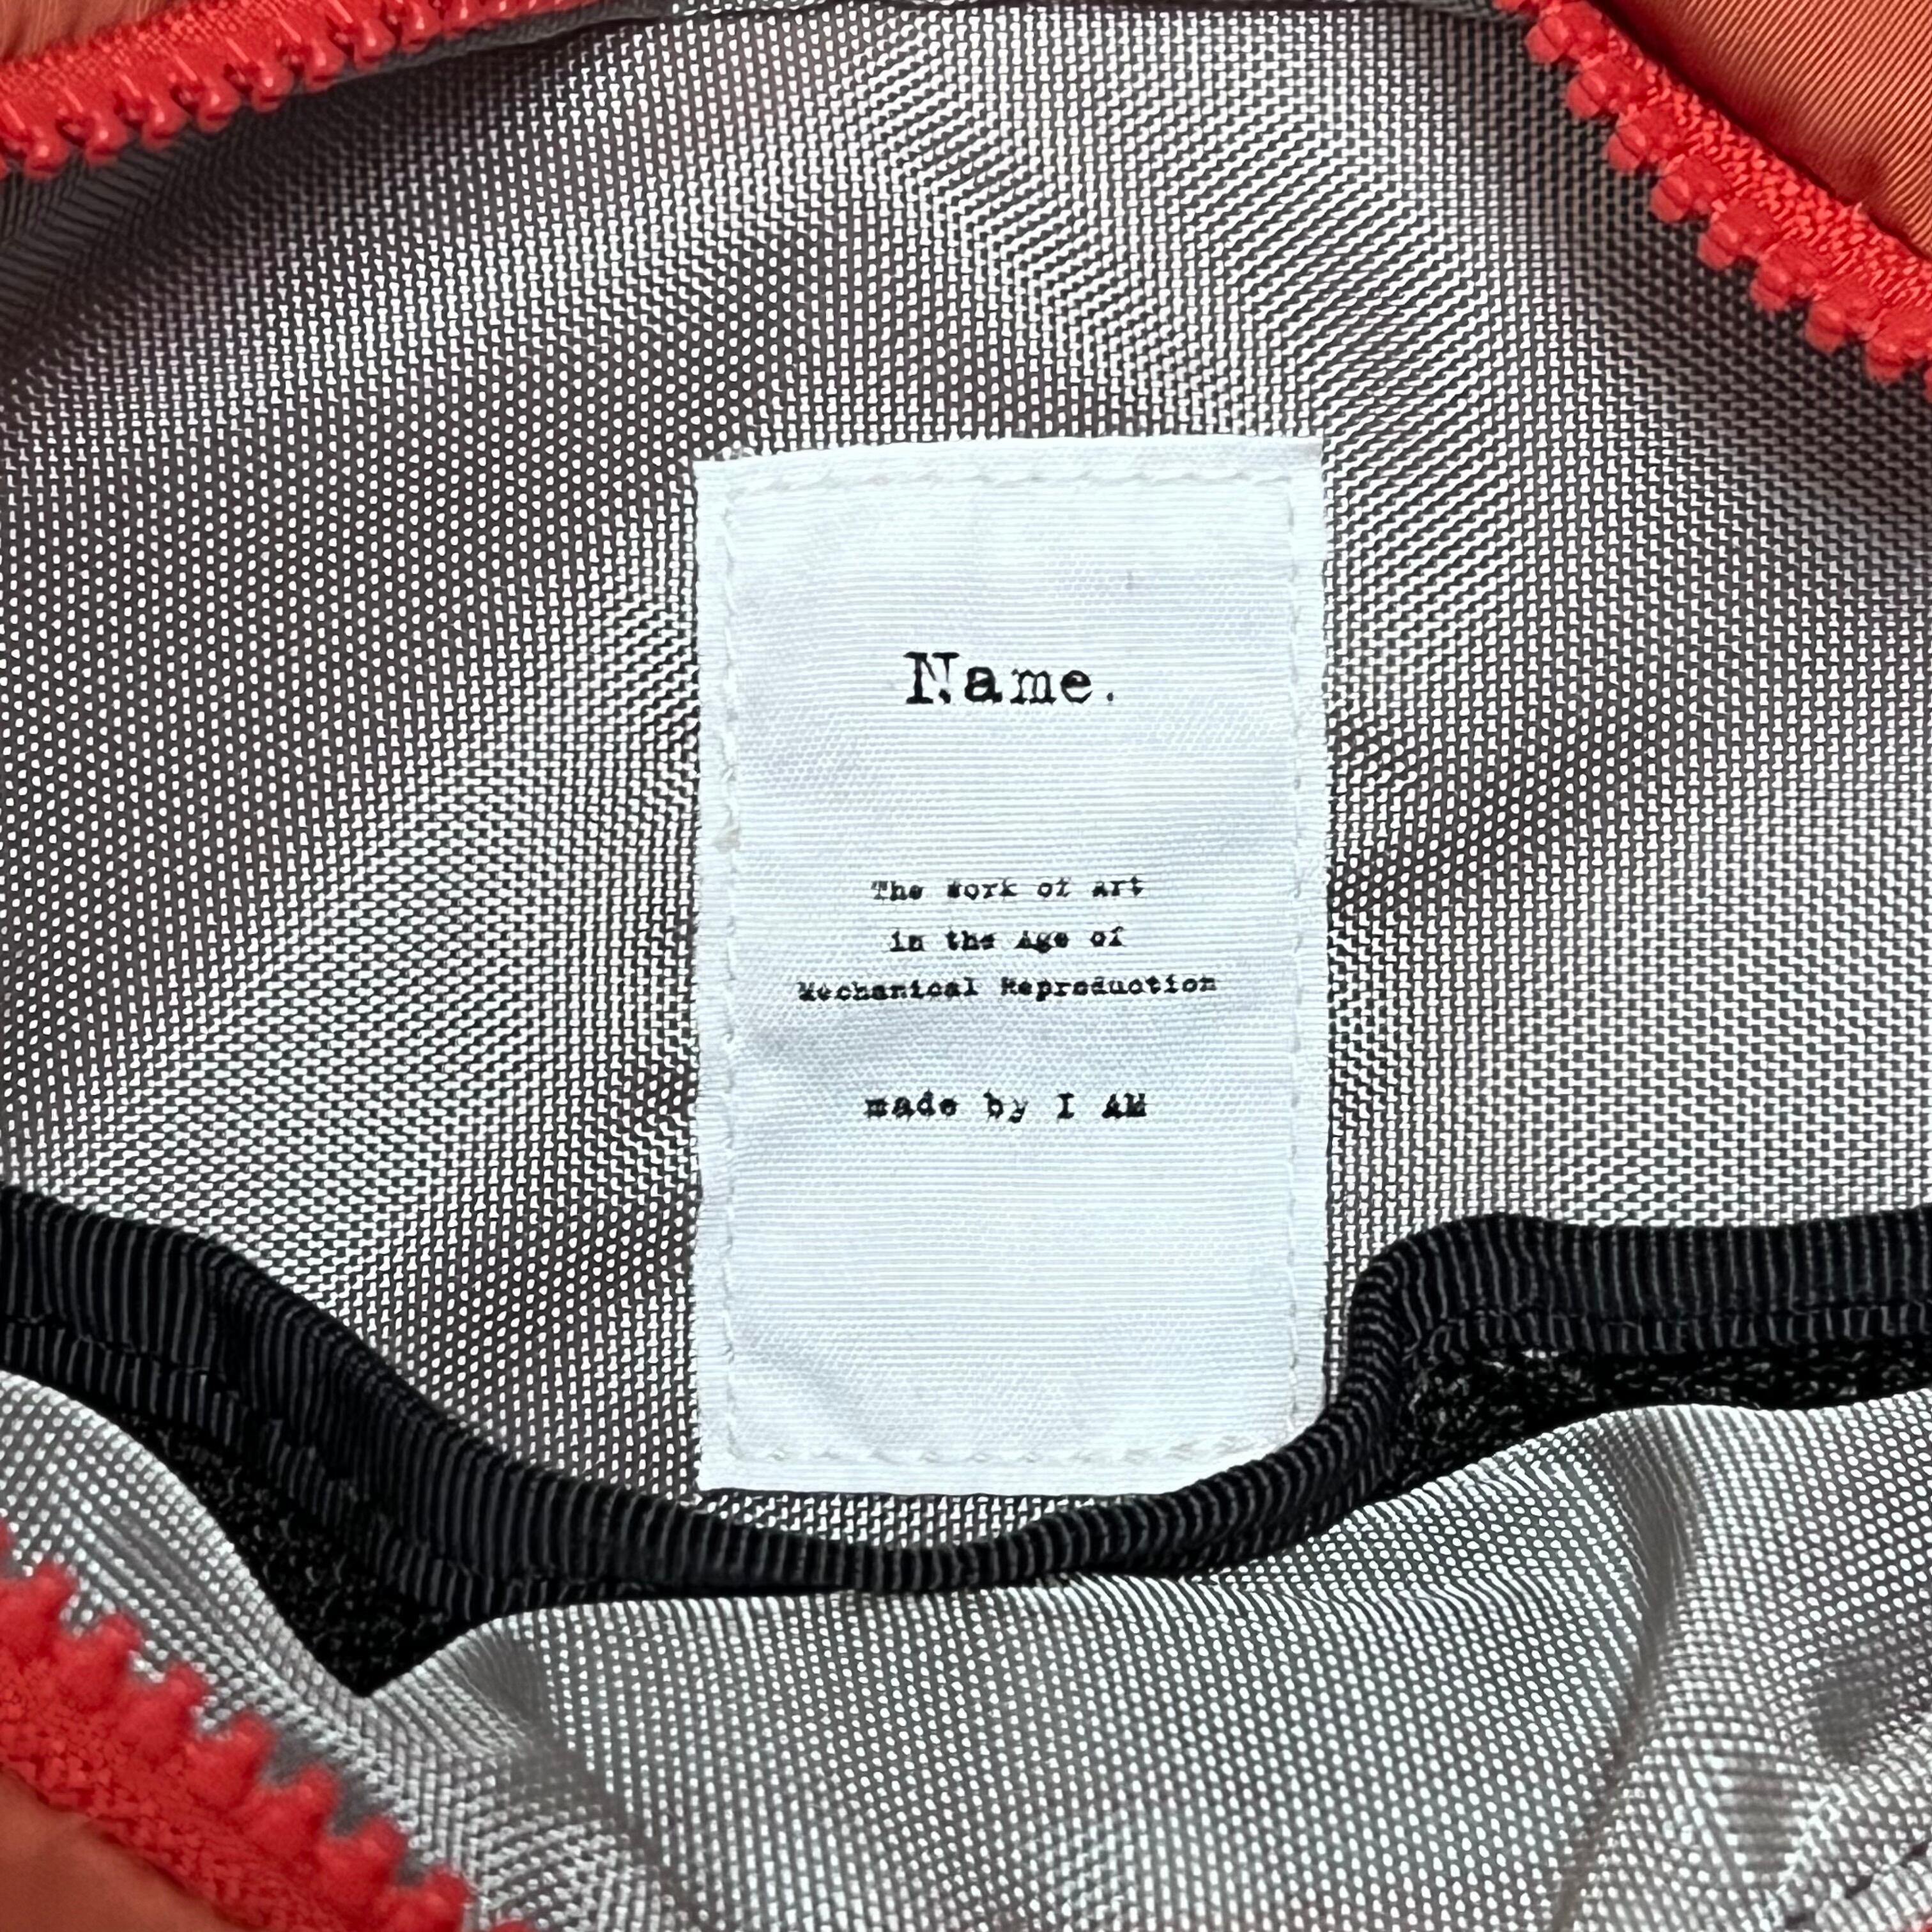 Name.
The Work of Art
in the Age of
Mechanical Reproduction
made by I AM